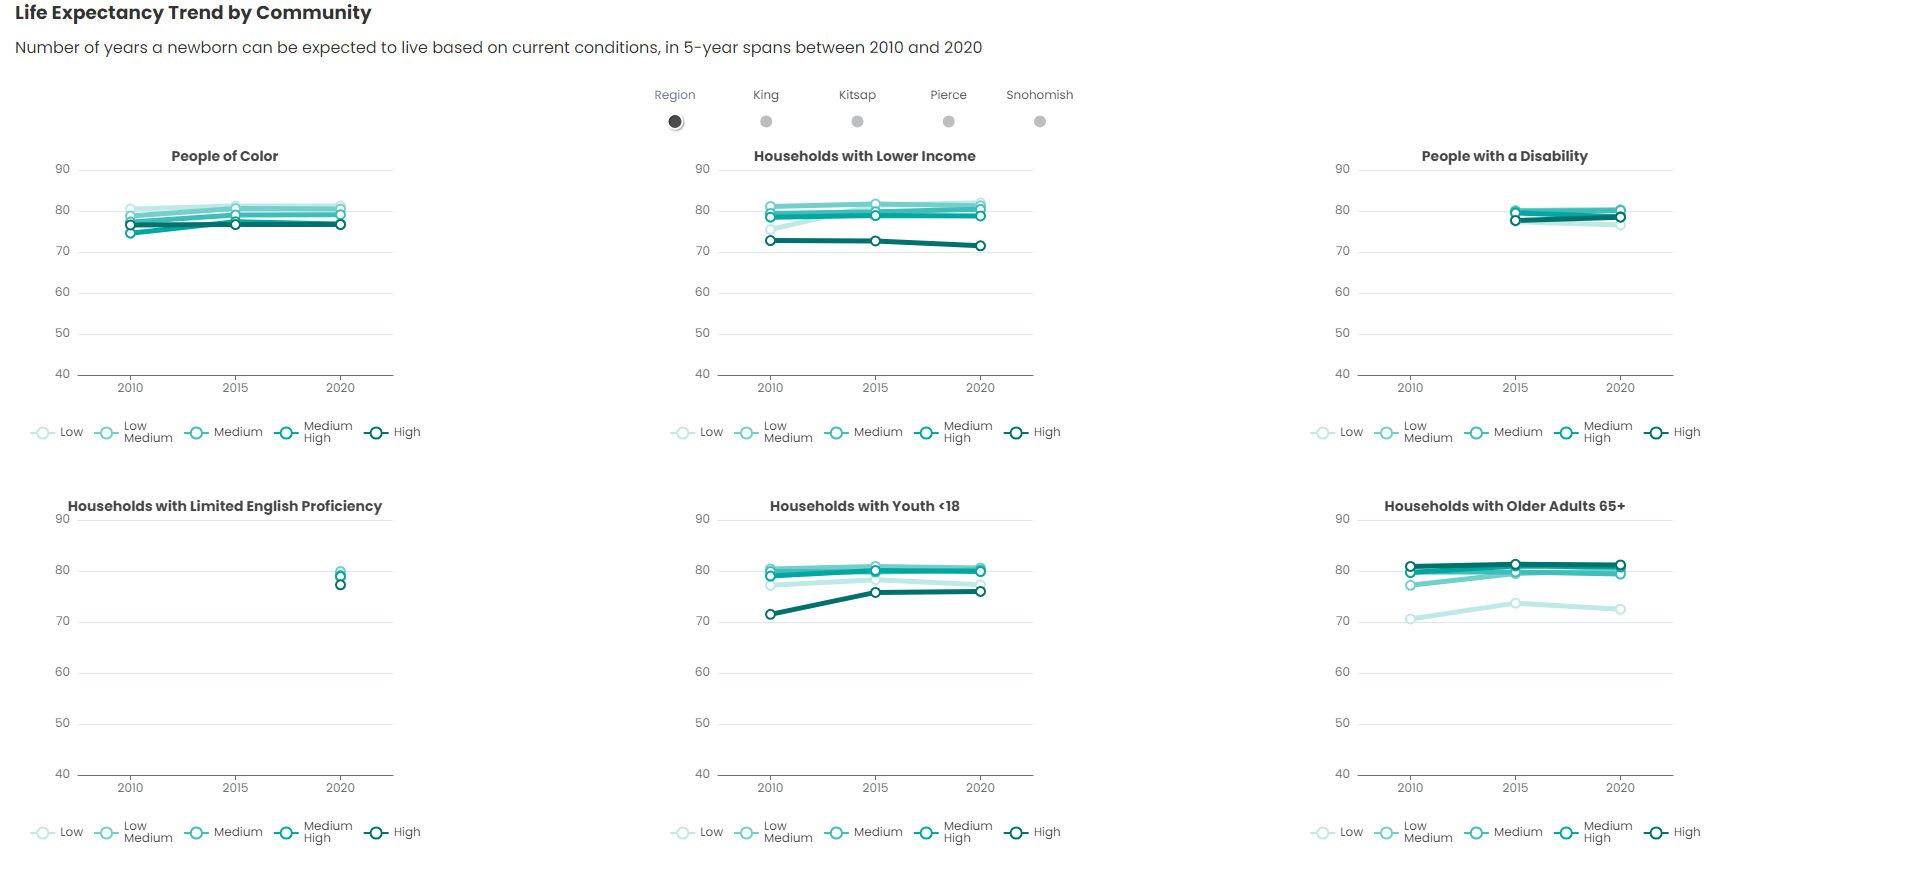 Life Expectancy Trend by Community
Number of years a newborn can be expected to live based on current conditions, in 5-year spans between 2010 and 2020
Region King Kitsap Pierce Snohomish
People of Color
90
80
70
60
50
40
2010 2015 2020
Low Low Medium Medium Medium High High
Households with Lower Income
90
80
70
60
50
40
2010 2015 2020
Low Low Medium Medium Medium High High
People with a Disability
90
80
70
60
50
40
2010 2015 2020
Low Low Medium Medium Medium High High
Households with Limited English Proficiency
90
80
70
60
50
40
2010 2015 2020
Low Low Medium Medium Medium High High
Households with Youth <18
90
80
70
60
50
40
2010 2015 2020
Low Low Medium Medium Medium High High
Households with Older Adults 65+
90
80
70
60
50
40
2010 2015 2020
Low Low Medium Medium Medium High High